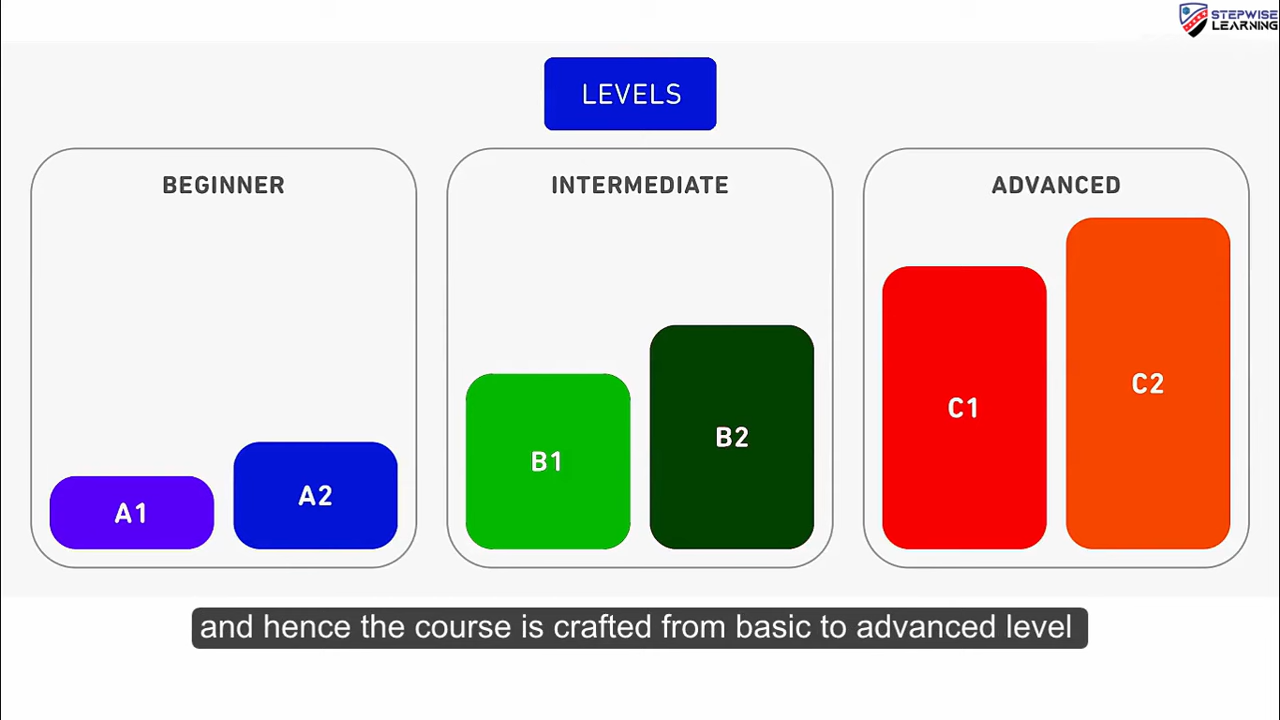 STEPWISE
LEARNING
LEVELS
BEGINNER
INTERMEDIATE
ADVANCED
A1
A2
B1
B2
C1
C2
and hence the course is crafted from basic to advanced level